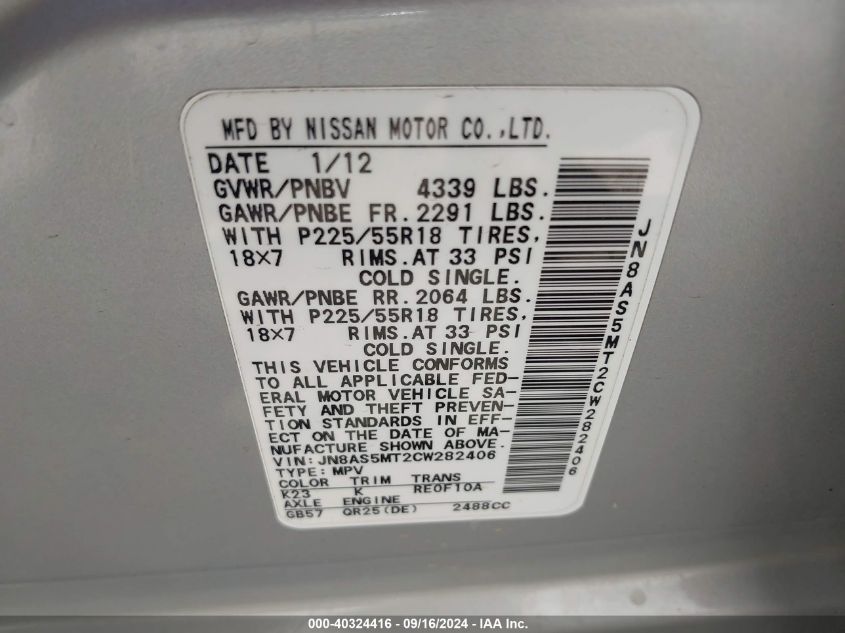 MFD BY NISSAN MOTOR CO.,LTD.
DATE 1/12
GVWR/PNBV 4339 LBS.
GAWR/PNBE FR. 2291 LBS.
WITH P225/55R18 TIRES,
18X7 RIMS. AT 33 PSI
COLD SINGLE.
GAWR/PNBE RR. 2064 LBS.
WITH P225/55R18 TIRES,
18X7 RIMS. AT 33 PSI
COLD SINGLE.
THIS VEHICLE CONFORMS
TO ALL APPLICABLE FED-
ERAL MOTOR VEHICLE SA-
FETY AND THEFT PREVEN-
TION STANDARDS IN EFF-
ECT ON THE DATE OF MA-
NUFACTURE SHOWN ABOVE.
VIN: JN8AS5MT2CW282406
TYPE: MPV
COLOR TRIM TRANS
K23 K RE0F10A
AXLE ENGINE
GB57 QR25(DE) 2488CC
JN8AS5MT2CW282406
000-40324416 - 09/16/2024 - IAA Inc.